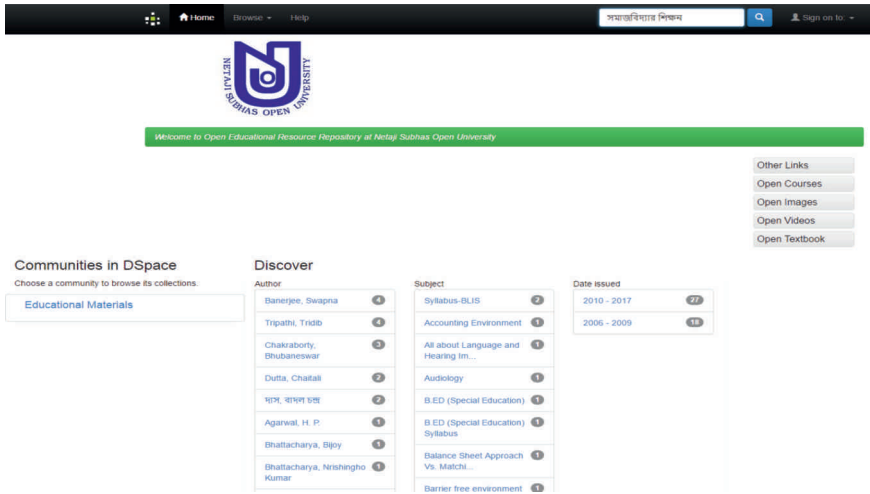 Home Browse Help সমাজবিদ্যার শিক্ষন Sign on to:
NETAJI SUBHAS OPEN UNIVERSITY
Welcome to Open Educational Resource Repository at Netaji Subhas Open University
Other Links
Open Courses
Open Images
Open Videos
Open Textbook
Communities in DSpace
Choose a community to browse its collections.
Educational Materials
Discover
Author
Banerjee, Swapna 4
Tripathi, Tridib 4
Chakraborty, 3
Bhubaneswar
Dutta, Chaitali 2
দাস, বাদল চন্দ্র 2
Agarwal, H. P. 1
Bhattacharya, Bijoy 1
Bhattacharya, Nrishingho 1
Kumar
Subject
Syllabus-BLIS 2
Accounting Environment 1
All about Language and 1
Hearing Im...
Audiology 1
B.ED (Special Education) 1
B.ED (Special Education) 1
Syllabus
Balance Sheet Approach 1
Vs. Matchi...
Barrier free environment 1
Date issued
2010 - 2017 27
2006 - 2009 18